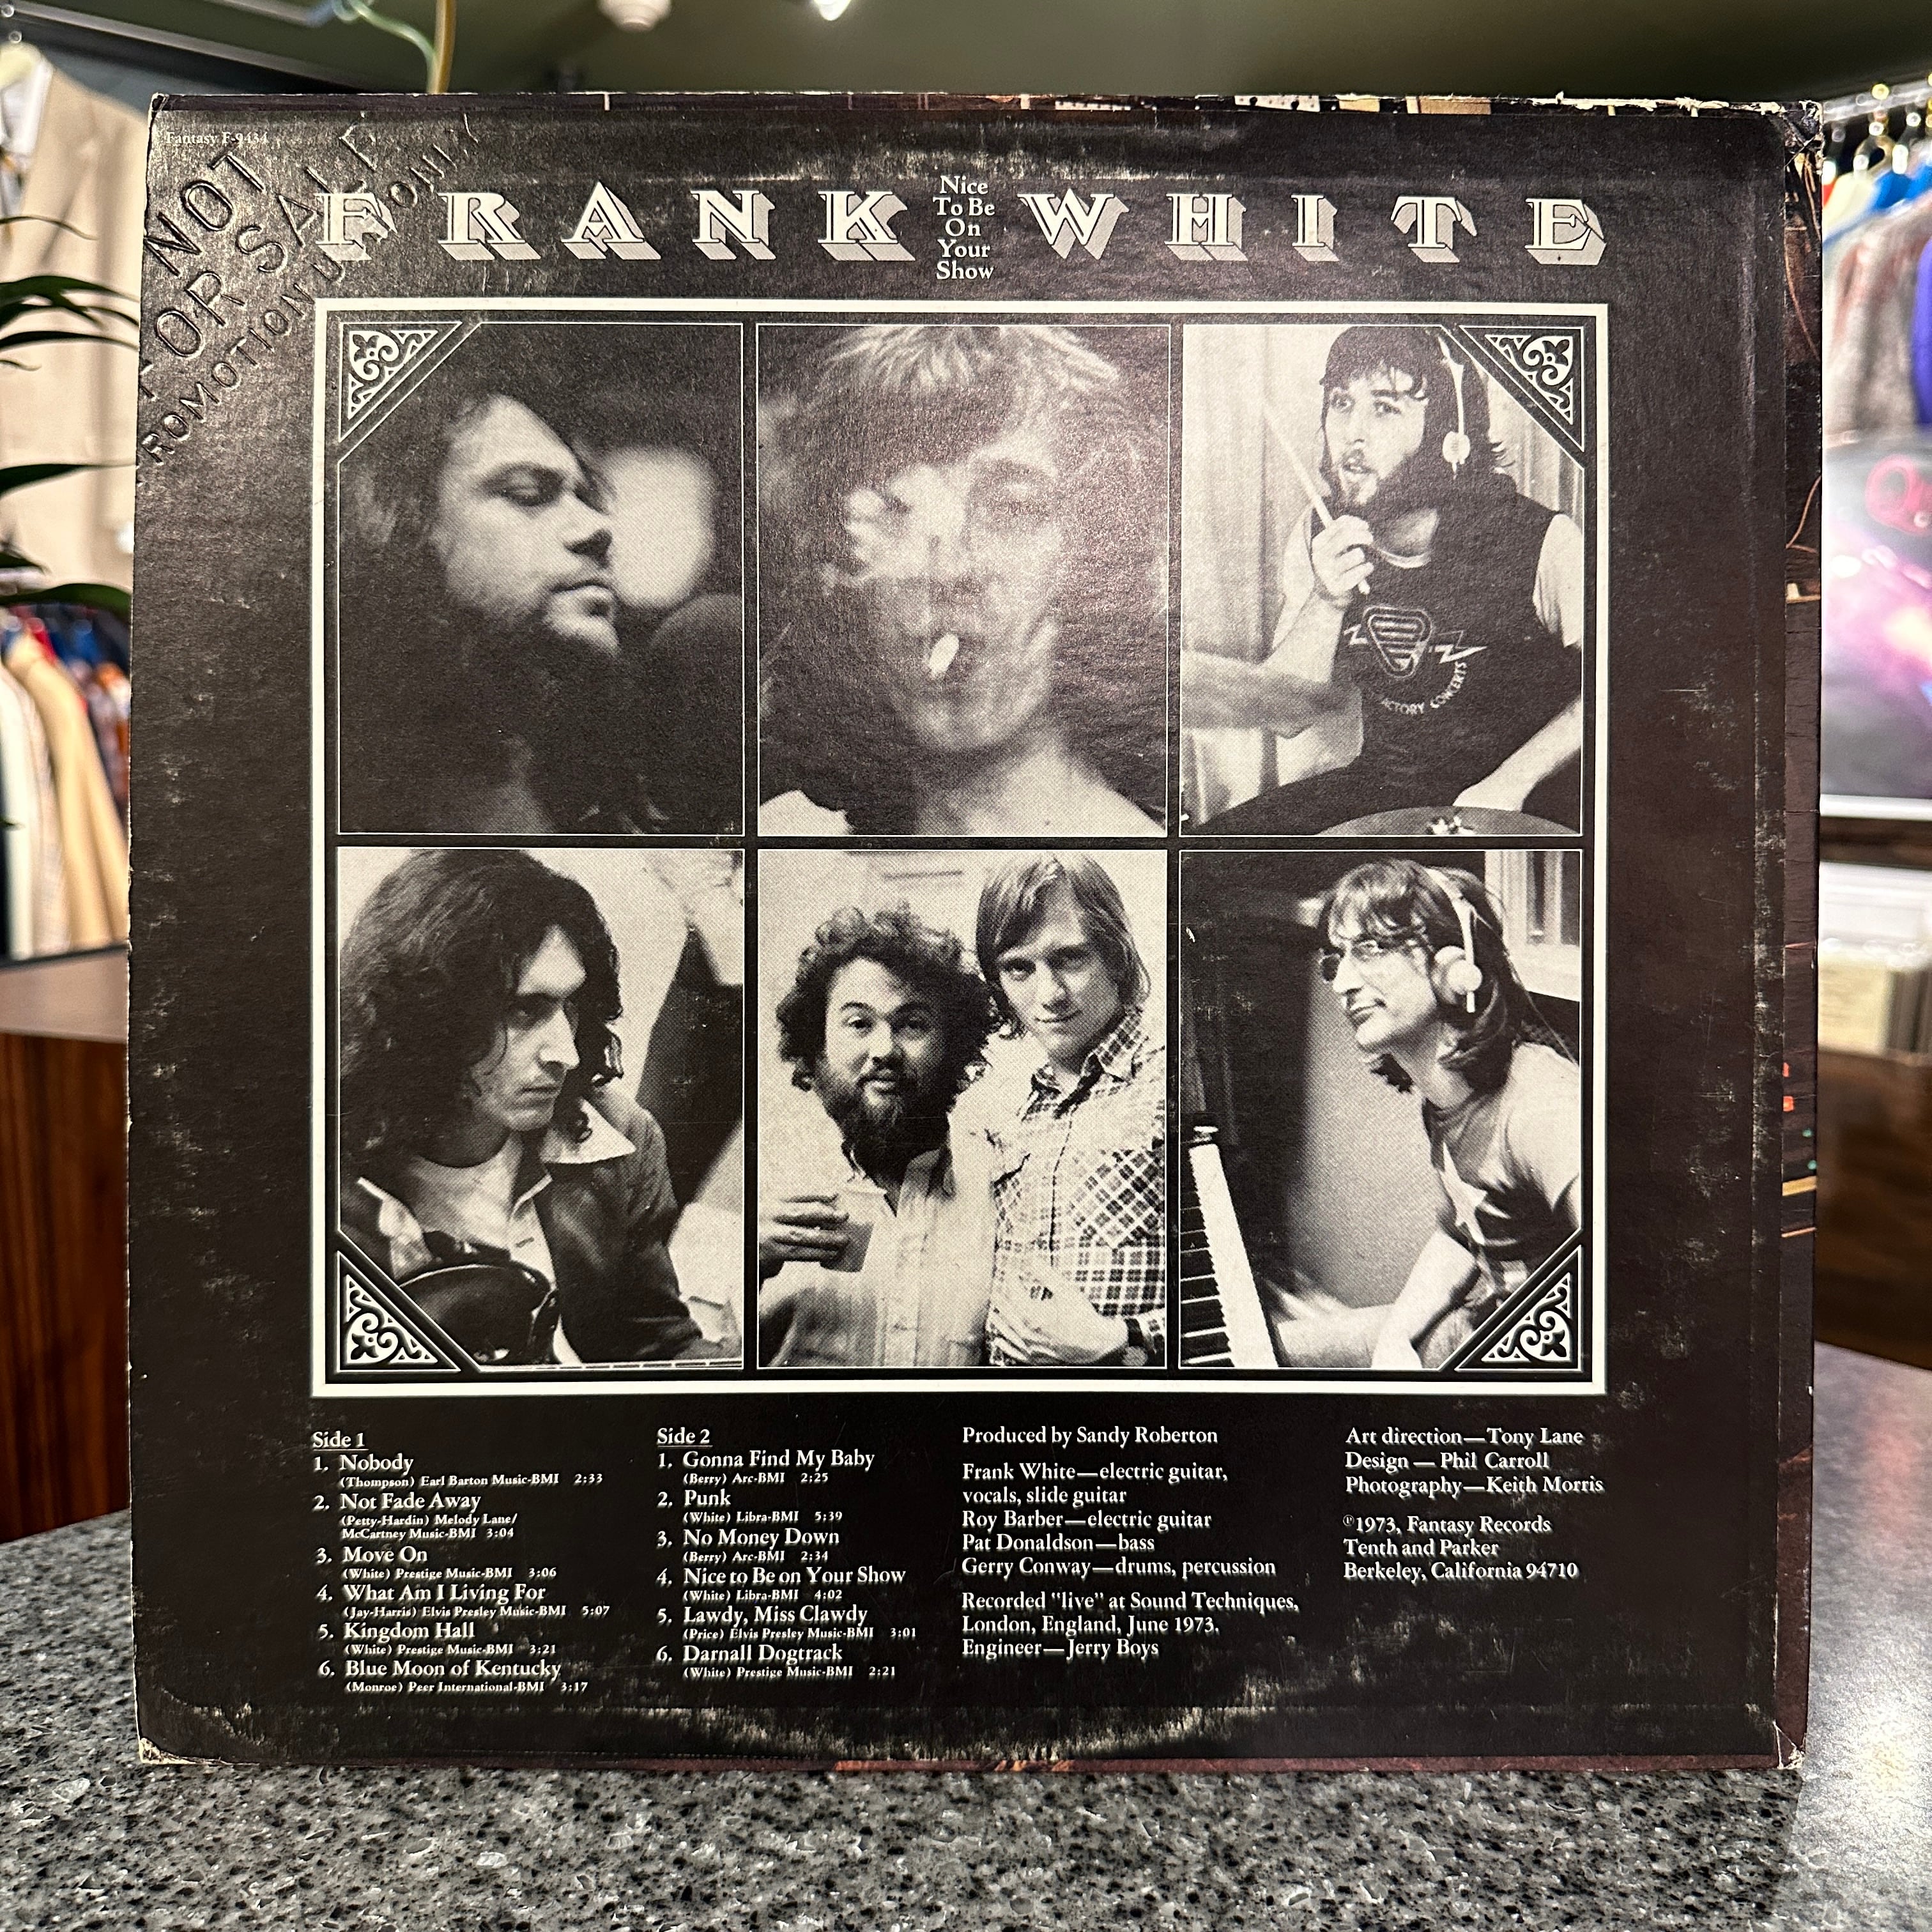 Fantasy F-9434
NOT
FOR SALE
PROMOTION USE ONLY
FRANK WHITE
Nice
To Be
On
Your
Show
CTORY CONCERTS
Side 1
1. Nobody
(Thompson) Earl Barton Music-BMI 2:33
2. Not Fade Away
(Petty-Hardin) Melody Lane/
McCartney Music-BMI 3:04
3. Move On
(White) Prestige Music-BMI 3:06
4. What Am I Living For
(Jay-Harris) Elvis Presley Music-BMI 5:07
5. Kingdom Hall
(White) Prestige Music-BMI 3:21
6. Blue Moon of Kentucky
(Monroe) Peer International-BMI 3:17
Side 2
1. Gonna Find My Baby
(Berry) Arc-BMI 2:25
2. Punk
(White) Libra-BMI 5:39
3. No Money Down
(Berry) Arc-BMI 2:34
4. Nice to Be on Your Show
(White) Libra-BMI 4:02
5. Lawdy, Miss Clawdy
(Price) Elvis Presley Music-BMI 3:01
6. Darnall Dogtrack
(White) Prestige Music-BMI 2:21
Produced by Sandy Roberton
Frank White—electric guitar,
vocals, slide guitar
Roy Barber—electric guitar
Pat Donaldson—bass
Gerry Conway—drums, percussion
Recorded "live" at Sound Techniques,
London, England, June 1973.
Engineer—Jerry Boys
Art direction—Tony Lane
Design — Phil Carroll
Photography—Keith Morris
℗1973, Fantasy Records
Tenth and Parker
Berkeley, California 94710